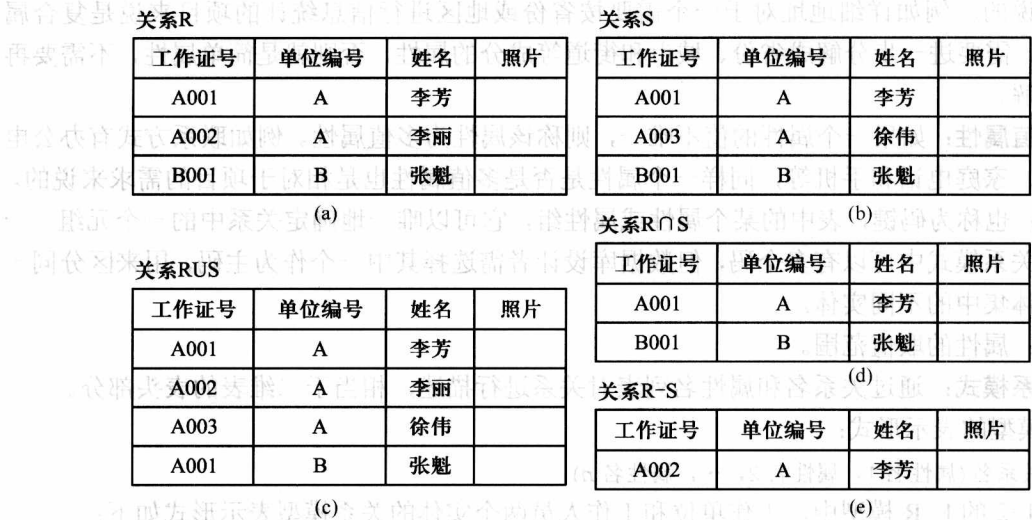 关系R
工作证号 单位编号 姓名 照片
A001 A 李芳
A002 A 李丽
B001 B 张魁
(a)
关系S
工作证号 单位编号 姓名 照片
A001 A 李芳
A003 A 徐伟
B001 B 张魁
(b)
关系RUS
工作证号 单位编号 姓名 照片
A001 A 李芳
A002 A 李丽
A003 A 徐伟
A001 B 张魁
(c)
关系R∩S
工作证号 单位编号 姓名 照片
A001 A 李芳
B001 B 张魁
(d)
关系R-S
工作证号 单位编号 姓名 照片
A002 A 李芳
(e)